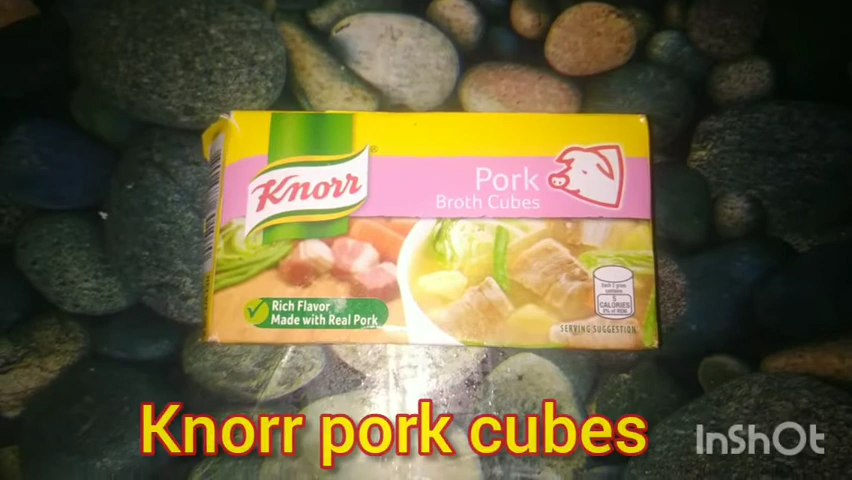 Knorr®
Pork
Broth Cubes
Rich Flavor
Made with Real Pork
CALORIES
SERVING SUGGESTION
Knorr pork cubes
InShOt